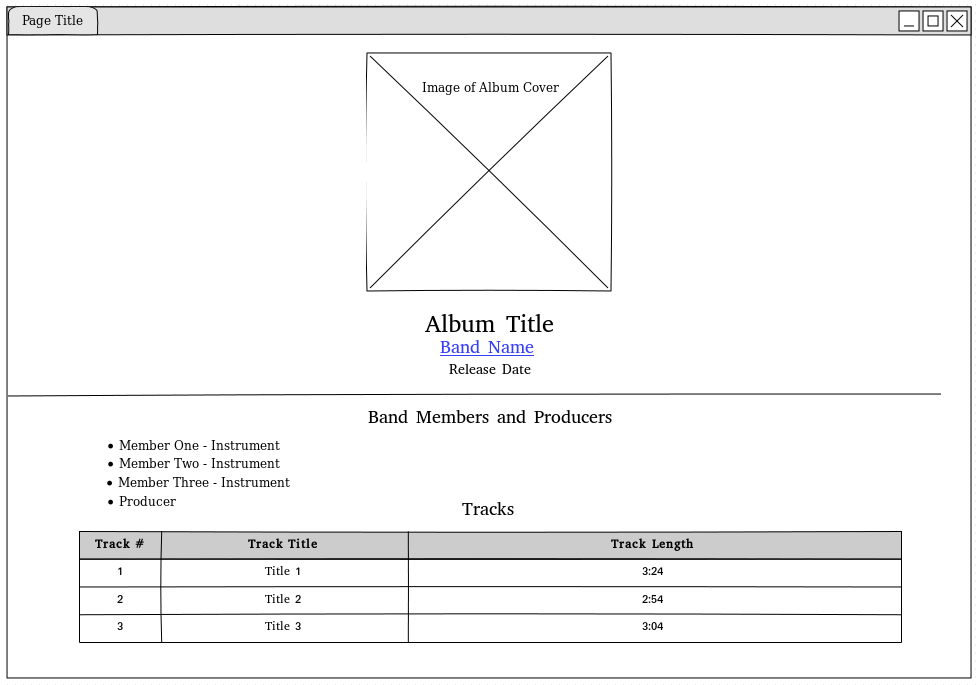 Page Title
Image of Album Cover
Album Title
Band Name
Release Date
Band Members and Producers
• Member One - Instrument
• Member Two - Instrument
• Member Three - Instrument
• Producer
Tracks
Track # Track Title Track Length
1 Title 1 3:24
2 Title 2 2:54
3 Title 3 3:04